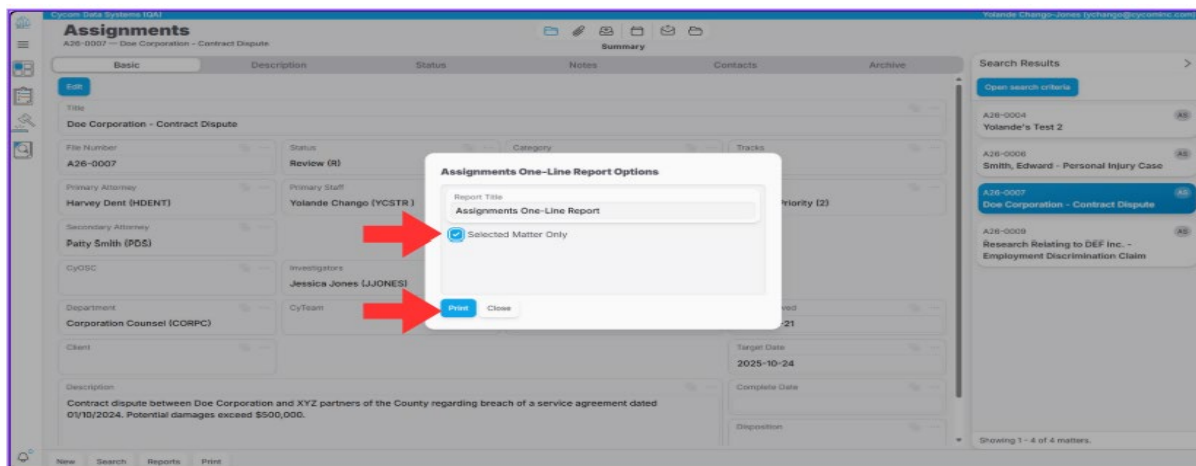 Cycom Data Systems (QA)
Yolande Chango-Jones (ychango@cycominc.com)
Assignments
A26-0007 — Doe Corporation - Contract Dispute
Summary
Basic
Description
Status
Notes
Contacts
Archive
Edit
Title
Doe Corporation - Contract Dispute
File Number
A26-0007
Status
Review (R)
Category
Tracks
Primary Attorney
Harvey Dent (HDENT)
Primary Staff
Yolande Chango (YCSTR )
Priority (2)
Secondary Attorney
Patty Smith (PDS)
CyOSC
Investigators
Jessica Jones (JJONES)
Department
Corporation Counsel (CORPC)
CyTeam
-21
Client
Target Date
2025-10-24
Description
Contract dispute between Doe Corporation and XYZ partners of the County regarding breach of a service agreement dated
01/10/2024. Potential damages exceed $500,000.
Complete Date
Disposition
Assignments One-Line Report Options
Report Title
Assignments One-Line Report
Selected Matter Only
Print
Close
Search Results
Open search criteria
A26-0004
AS
Yolande's Test 2
A26-0006
AS
Smith, Edward - Personal Injury Case
A26-0007
AS
Doe Corporation - Contract Dispute
A26-0009
AS
Research Relating to DEF Inc. -
Employment Discrimination Claim
Showing 1 - 4 of 4 matters.
New
Search
Reports
Print